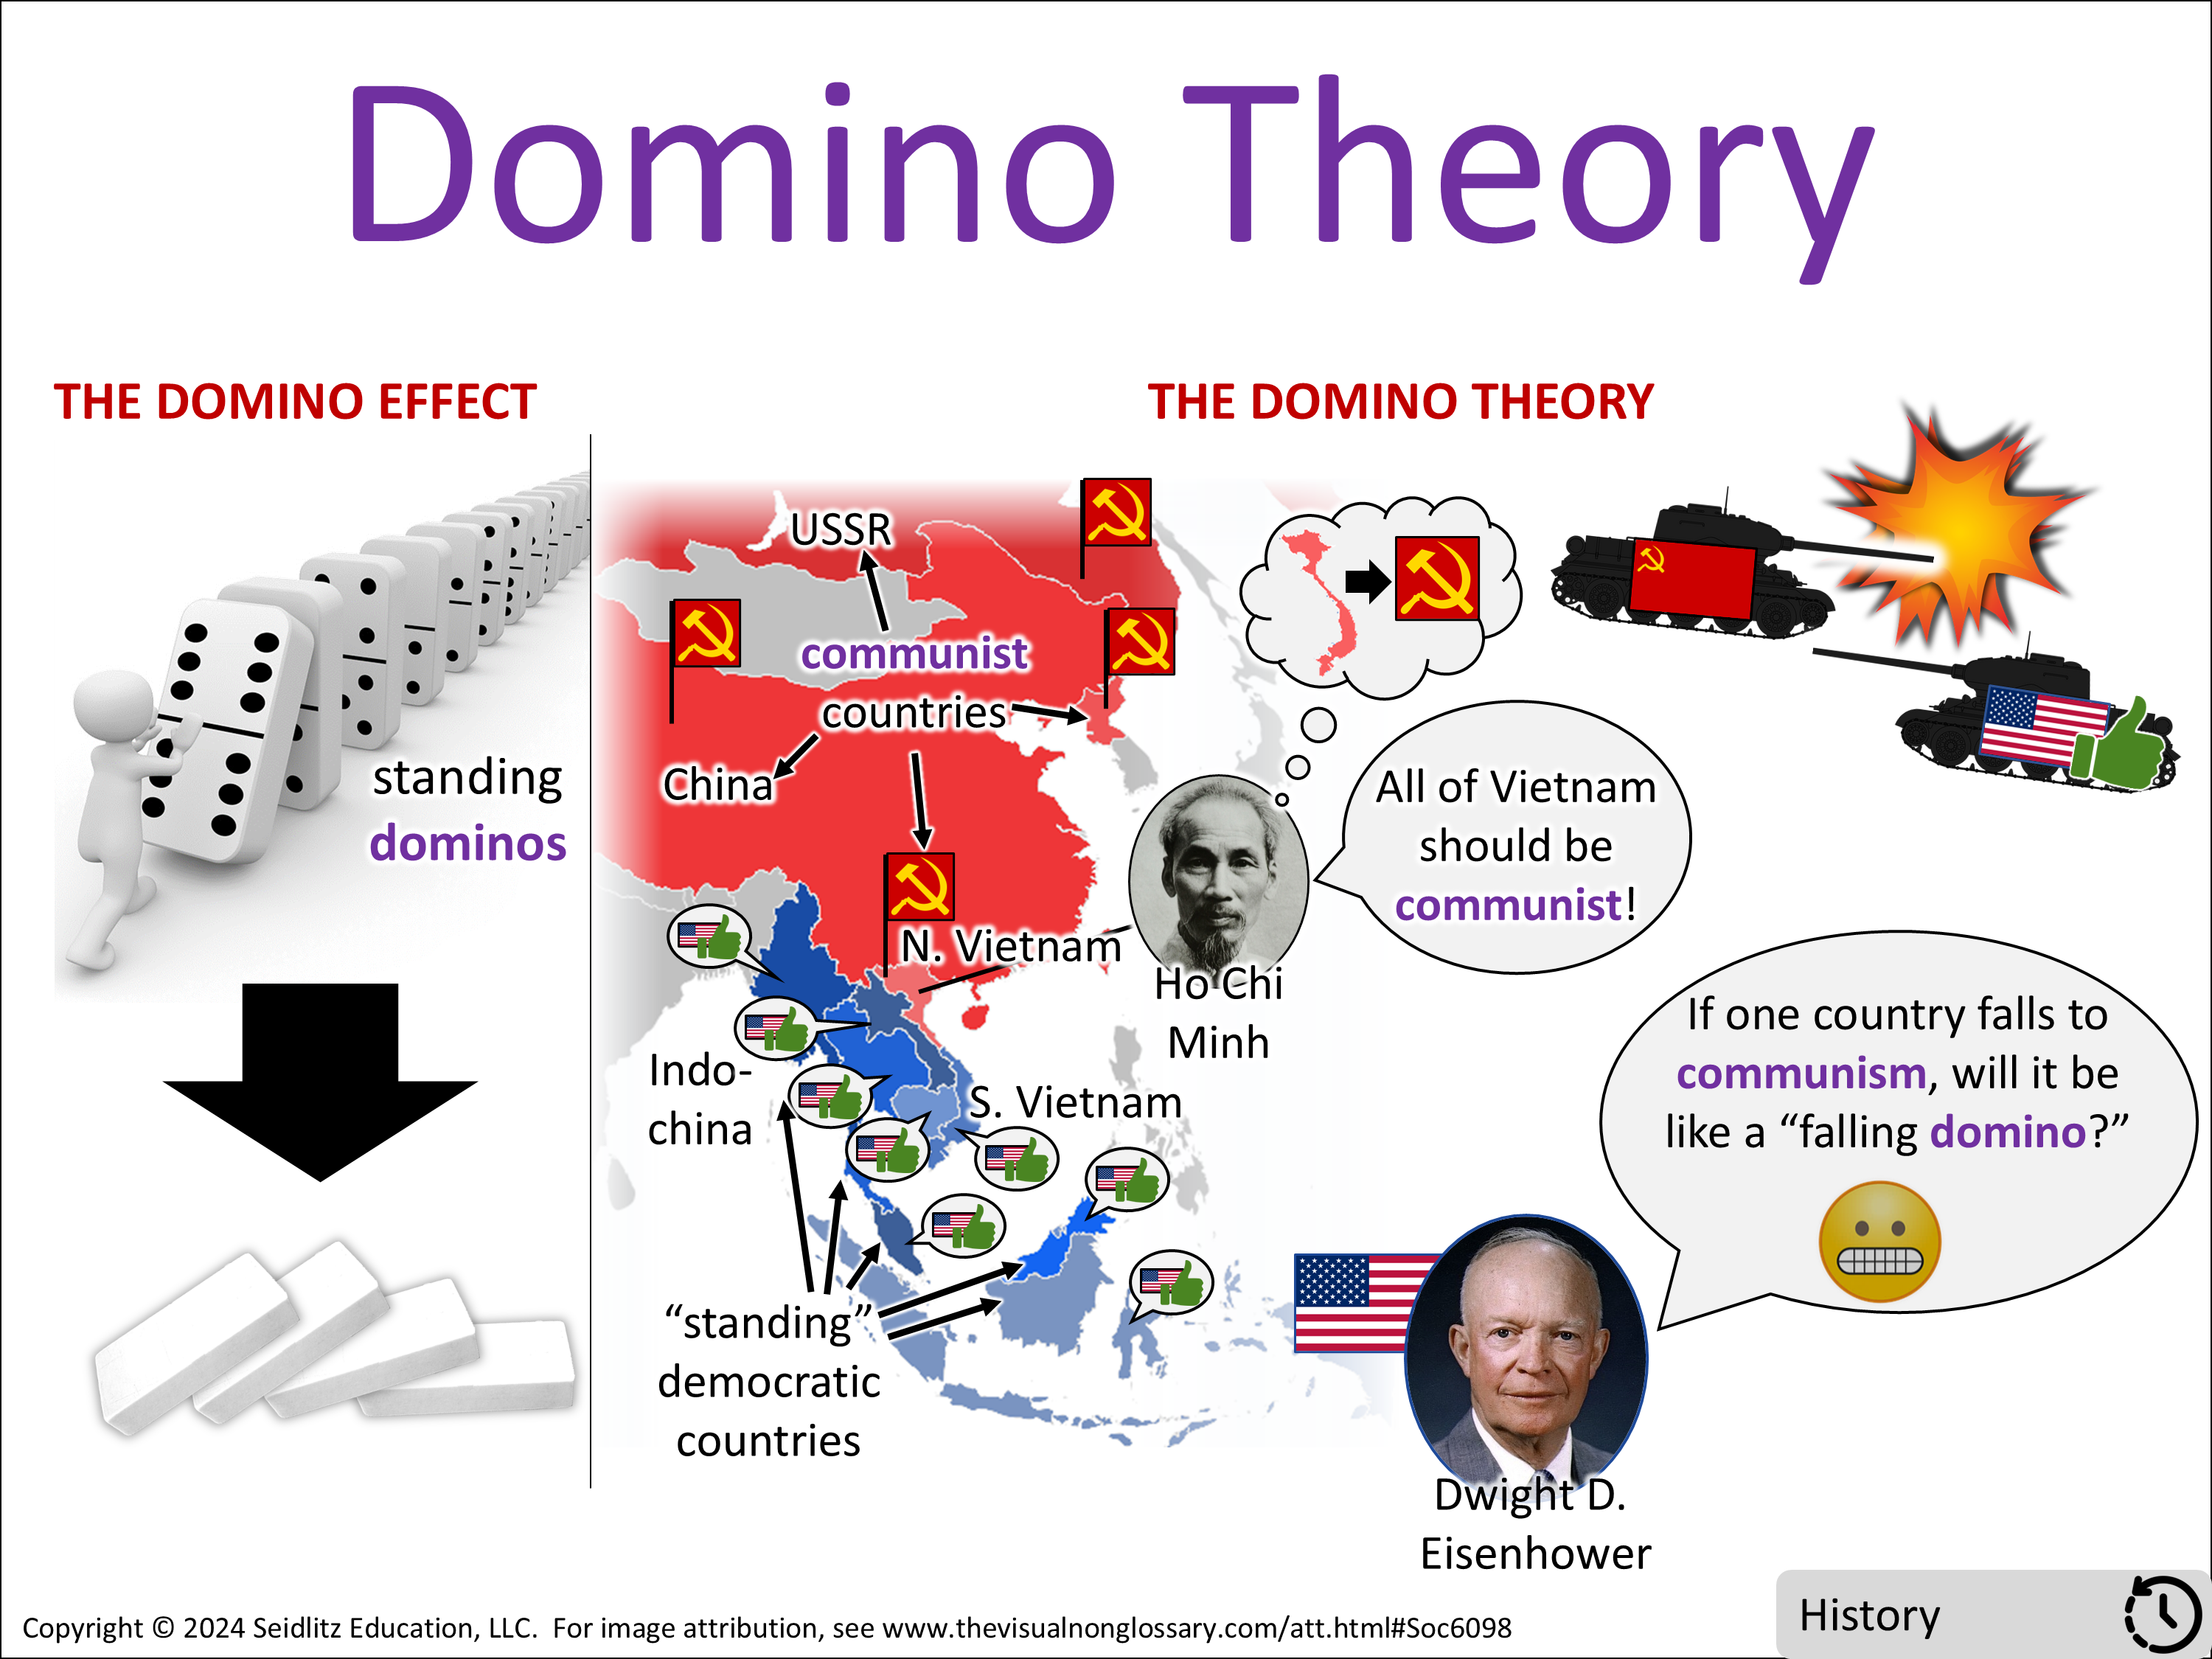 Domino Theory
THE DOMINO EFFECT
standing
dominos
THE DOMINO THEORY
USSR
communist
countries
China
N. Vietnam
Ho Chi
Minh
All of Vietnam
should be
communist!
Indo-
china
S. Vietnam
“standing”
democratic
countries
If one country falls to
communism, will it be
like a “falling domino?”
Dwight D.
Eisenhower
Copyright © 2024 Seidlitz Education, LLC.  For image attribution, see www.thevisualnonglossary.com/att.html#Soc6098
History